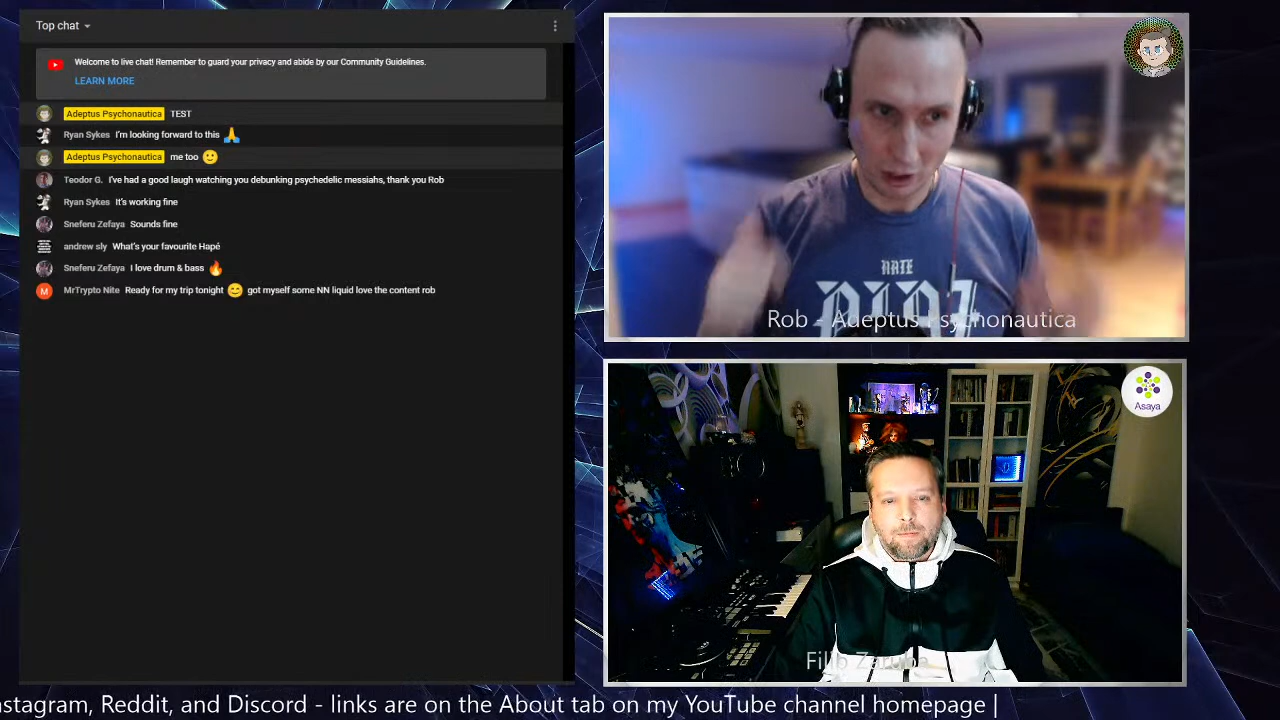 Top chat
Welcome to live chat! Remember to guard your privacy and abide by our Community Guidelines.
LEARN MORE
Adeptus Psychonautica TEST
Ryan Sykes I'm looking forward to this 🙏
Adeptus Psychonautica me too 🙂
Teodor G. I've had a good laugh watching you debunking psychedelic messiahs, thank you Rob
Ryan Sykes It's working fine
Sneferu Zefaya Sounds fine
andrew sly What's your favourite Hapé
Sneferu Zefaya I love drum & bass 🔥
M
MrTrypto Nite Ready for my trip tonight 😊 got myself some NN liquid love the content rob
Rob - Adeptus Psychonautica
Asaya
Filip Zaruba
nstagram, Reddit, and Discord - links are on the About tab on my YouTube channel homepage |